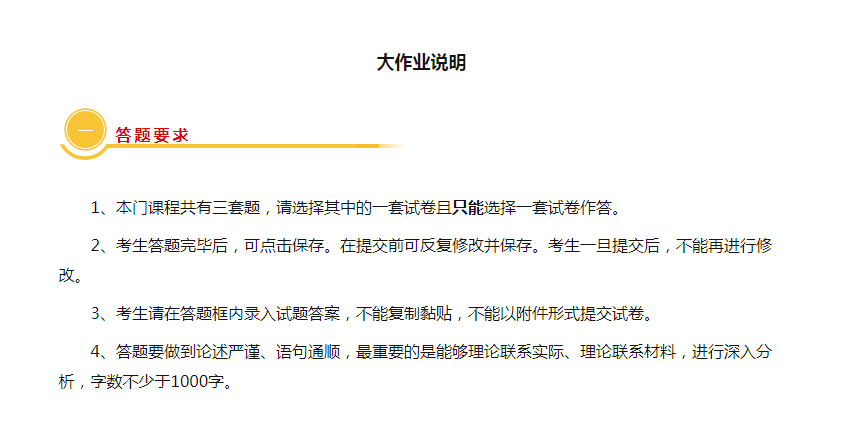 大作业说明
一
答题要求
1、本门课程共有三套题，请选择其中的一套试卷且只能选择一套试卷作答。
2、考生答题完毕后，可点击保存。在提交前可反复修改并保存。考生一旦提交后，不能再进行修
改。
3、考生请在答题框内录入试题答案，不能复制黏贴，不能以附件形式提交试卷。
4、答题要做到论述严谨、语句通顺，最重要的是能够理论联系实际、理论联系材料，进行深入分
析，字数不少于1000字。